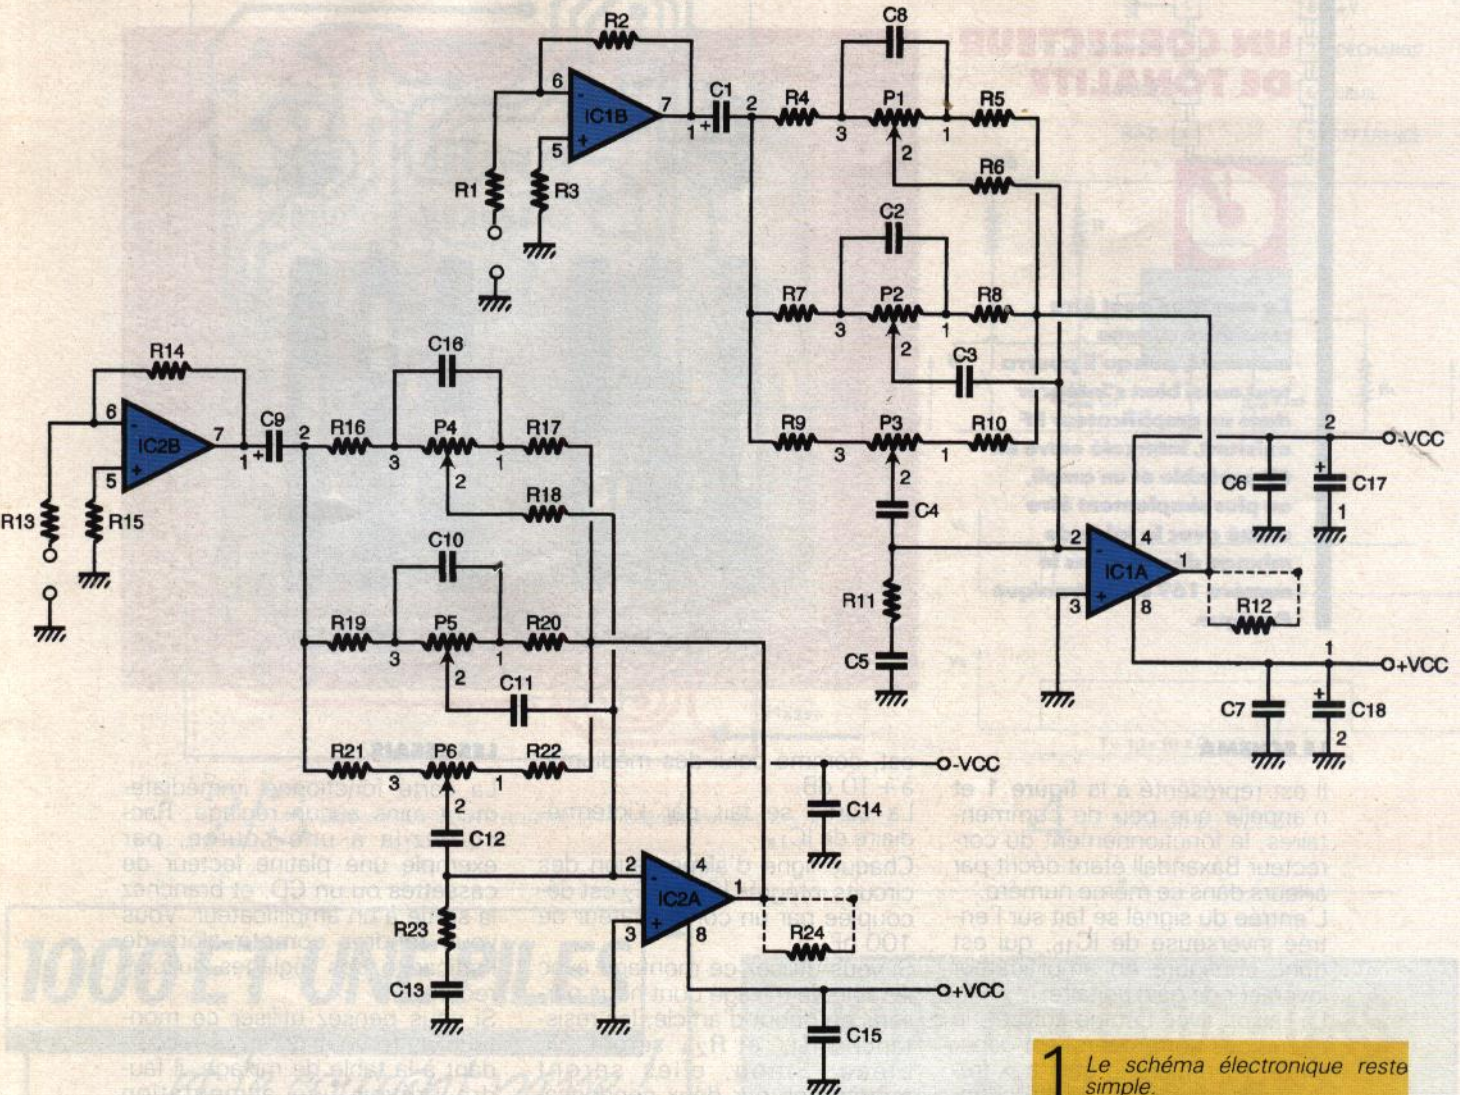 R2
C8
6
-
IC1B
7
1
+
C1
2
R4
3
P1
1
R5
5
+
2
R6
R1
R3
C2
R7
3
P2
1
R8
2
C3
R14
C16
6
-
IC2B
7
1
+
C9
2
R16
3
P4
1
R17
5
+
2
R18
R13
R15
C10
R19
3
P5
1
R20
2
C11
R21
3
P6
1
R22
2
C12
R23
C13
R9
3
P3
1
R10
2
C4
R11
C5
2
-
4
IC1A
1
3
+
8
R12
2
-VCC
C6
+
C17
1
1
+VCC
C7
+
C18
2
-VCC
C14
2
-
4
IC2A
1
3
+
8
R24
+VCC
C15
1 Le schéma électronique reste
simple.